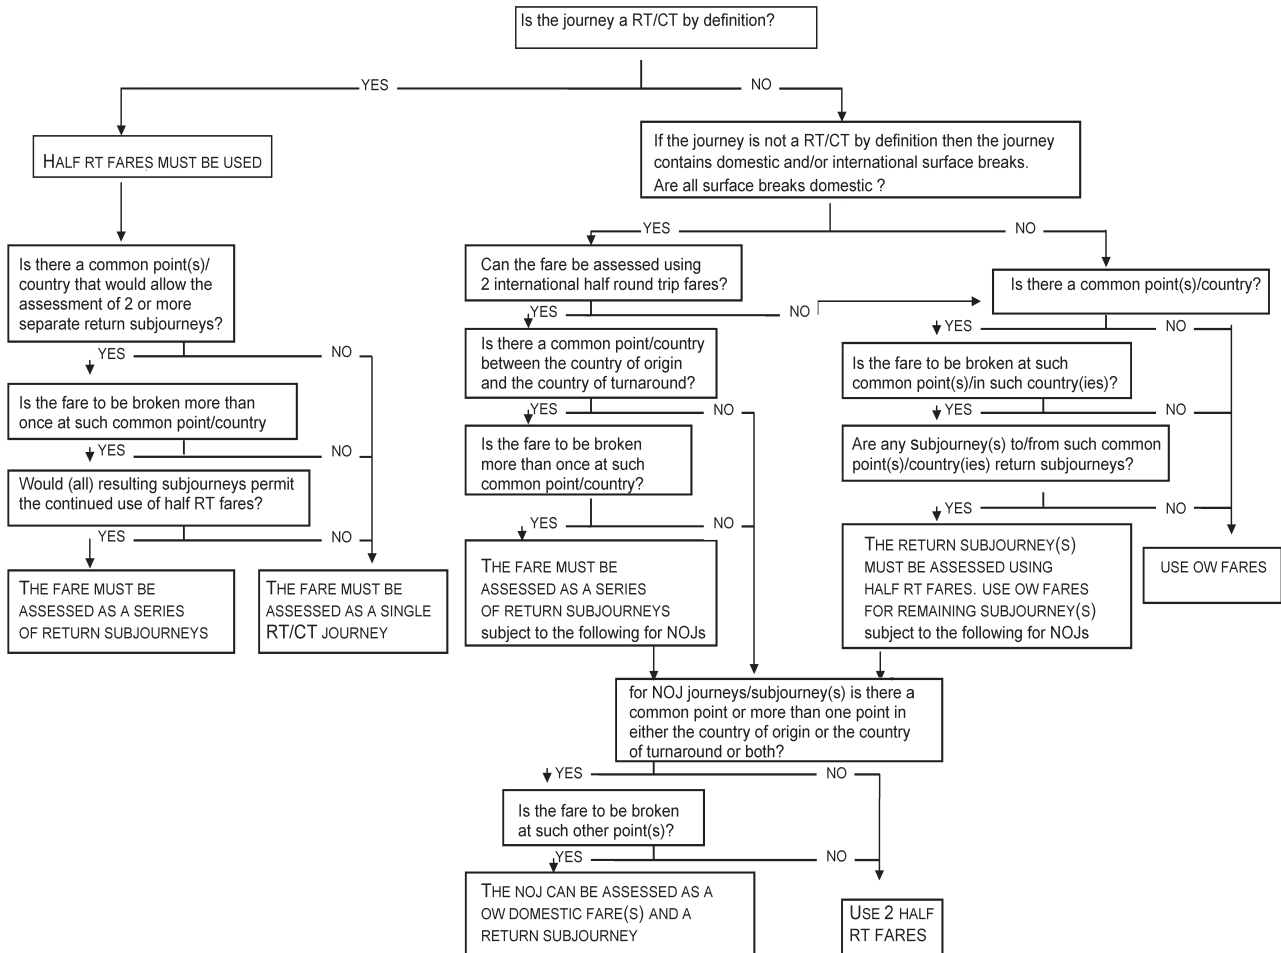 Is the journey a RT/CT by definition?
YES
NO
HALF RT FARES MUST BE USED
If the journey is not a RT/CT by definition then the journey
contains domestic and/or international surface breaks.
Are all surface breaks domestic ?
YES
NO
Is there a common point(s)/
country that would allow the
assessment of 2 or more
separate return subjourneys?
Can the fare be assessed using
2 international half round trip fares?
Is there a common point(s)/country?
YES
NO
YES
NO
YES
NO
Is the fare to be broken more than
once at such common point/country
Is there a common point/country
between the country of origin
and the country of turnaround?
Is the fare to be broken at such
common point(s)/in such country(ies)?
YES
NO
YES
NO
YES
NO
Would (all) resulting subjourneys permit
the continued use of half RT fares?
Is the fare to be broken
more than once at such
common point/country?
Are any subjourney(s) to/from such common
point(s)/country(ies) return subjourneys?
YES
NO
YES
NO
YES
NO
THE FARE MUST BE
ASSESSED AS A SERIES
OF RETURN SUBJOURNEYS
THE FARE MUST BE
ASSESSED AS A SINGLE
RT/CT JOURNEY
THE FARE MUST BE
ASSESSED AS A SERIES
OF RETURN SUBJOURNEYS
subject to the following for NOJs
THE RETURN SUBJOURNEY(S)
MUST BE ASSESSED USING
HALF RT FARES. USE OW FARES
FOR REMAINING SUBJOURNEY(S)
subject to the following for NOJs
USE OW FARES
for NOJ journeys/subjourney(s) is there a
common point or more than one point in
either the country of origin or the country
of turnaround or both?
YES
NO
Is the fare to be broken
at such other point(s)?
YES
NO
THE NOJ CAN BE ASSESSED AS A
OW DOMESTIC FARE(S) AND A
RETURN SUBJOURNEY
USE 2 HALF
RT FARES